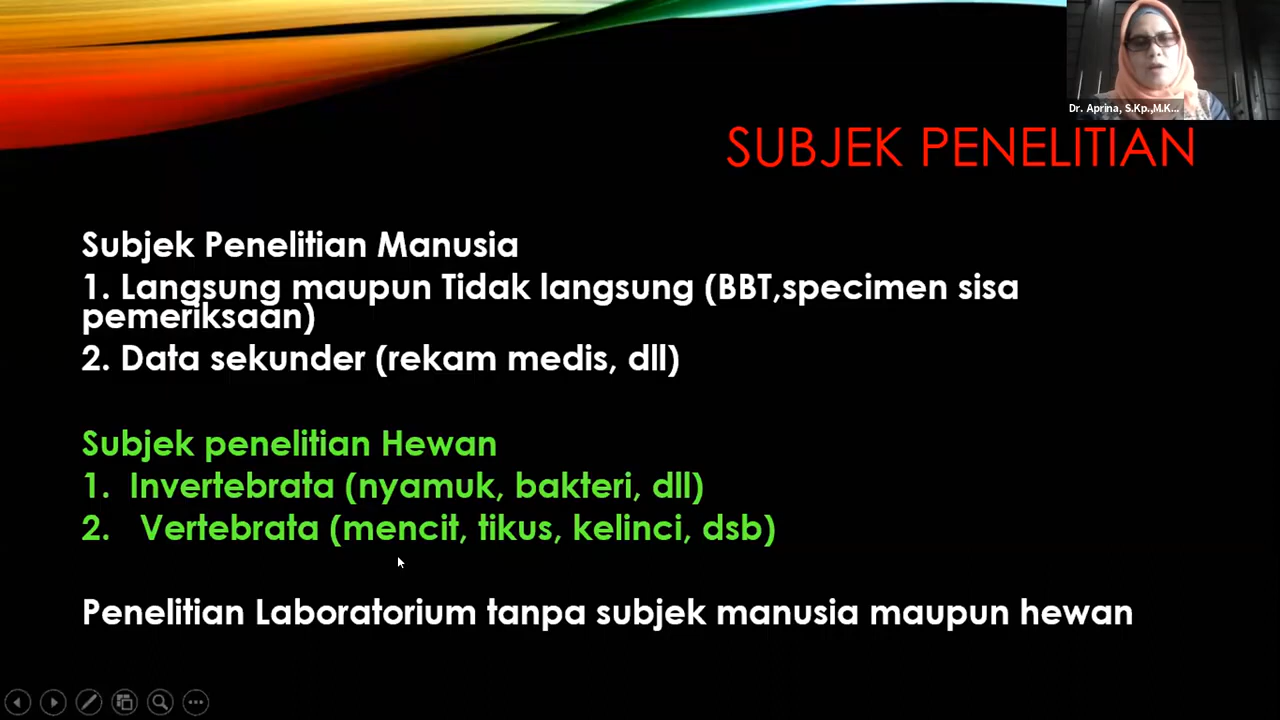 Dr. Aprina, S.Kp.,M.K...
SUBJEK PENELITIAN
Subjek Penelitian Manusia
1. Langsung maupun Tidak langsung (BBT,specimen sisa
pemeriksaan)
2. Data sekunder (rekam medis, dll)
Subjek penelitian Hewan
1. Invertebrata (nyamuk, bakteri, dll)
2. Vertebrata (mencit, tikus, kelinci, dsb)
Penelitian Laboratorium tanpa subjek manusia maupun hewan